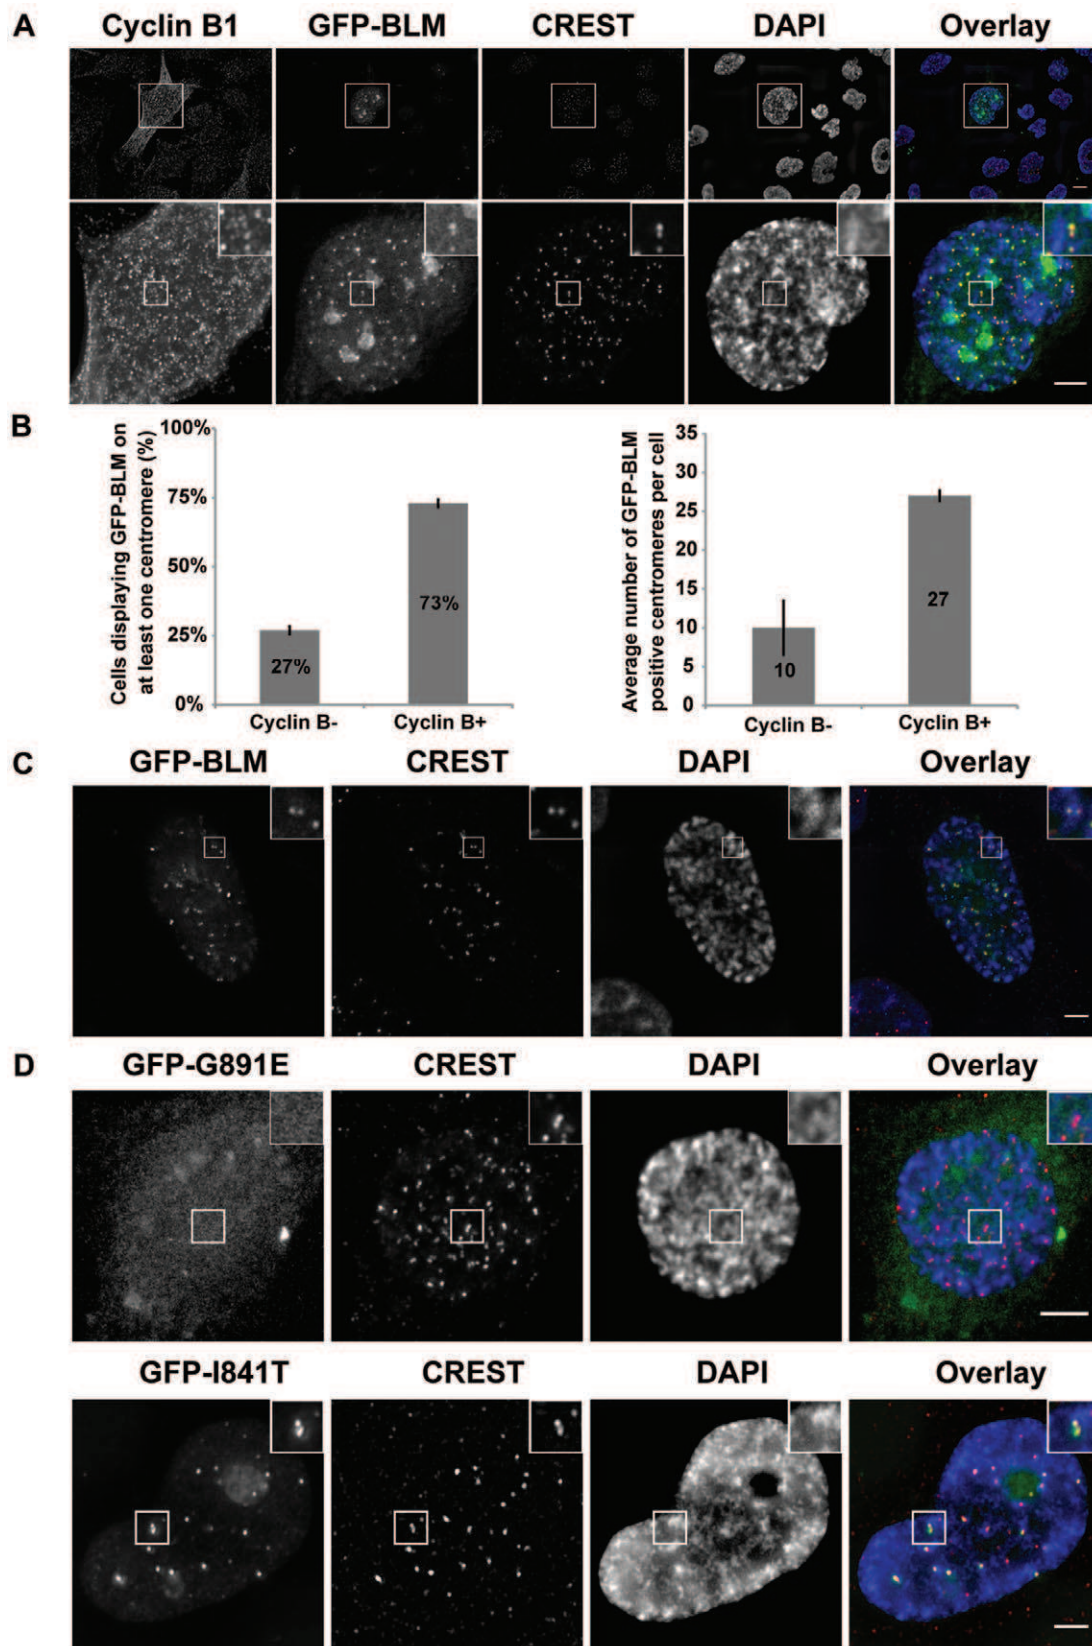 A
Cyclin B1 GFP-BLM CREST DAPI Overlay
B
Cells displaying GFP-BLM on
at least one centromere (%)
100%
75%
50%
25%
0%
27%
73%
Cyclin B- Cyclin B+
Average number of GFP-BLM
positive centromeres per cell
35
30
25
20
15
10
5
0
10
27
Cyclin B- Cyclin B+
C
GFP-BLM CREST DAPI Overlay
D
GFP-G891E CREST DAPI Overlay
GFP-I841T CREST DAPI Overlay